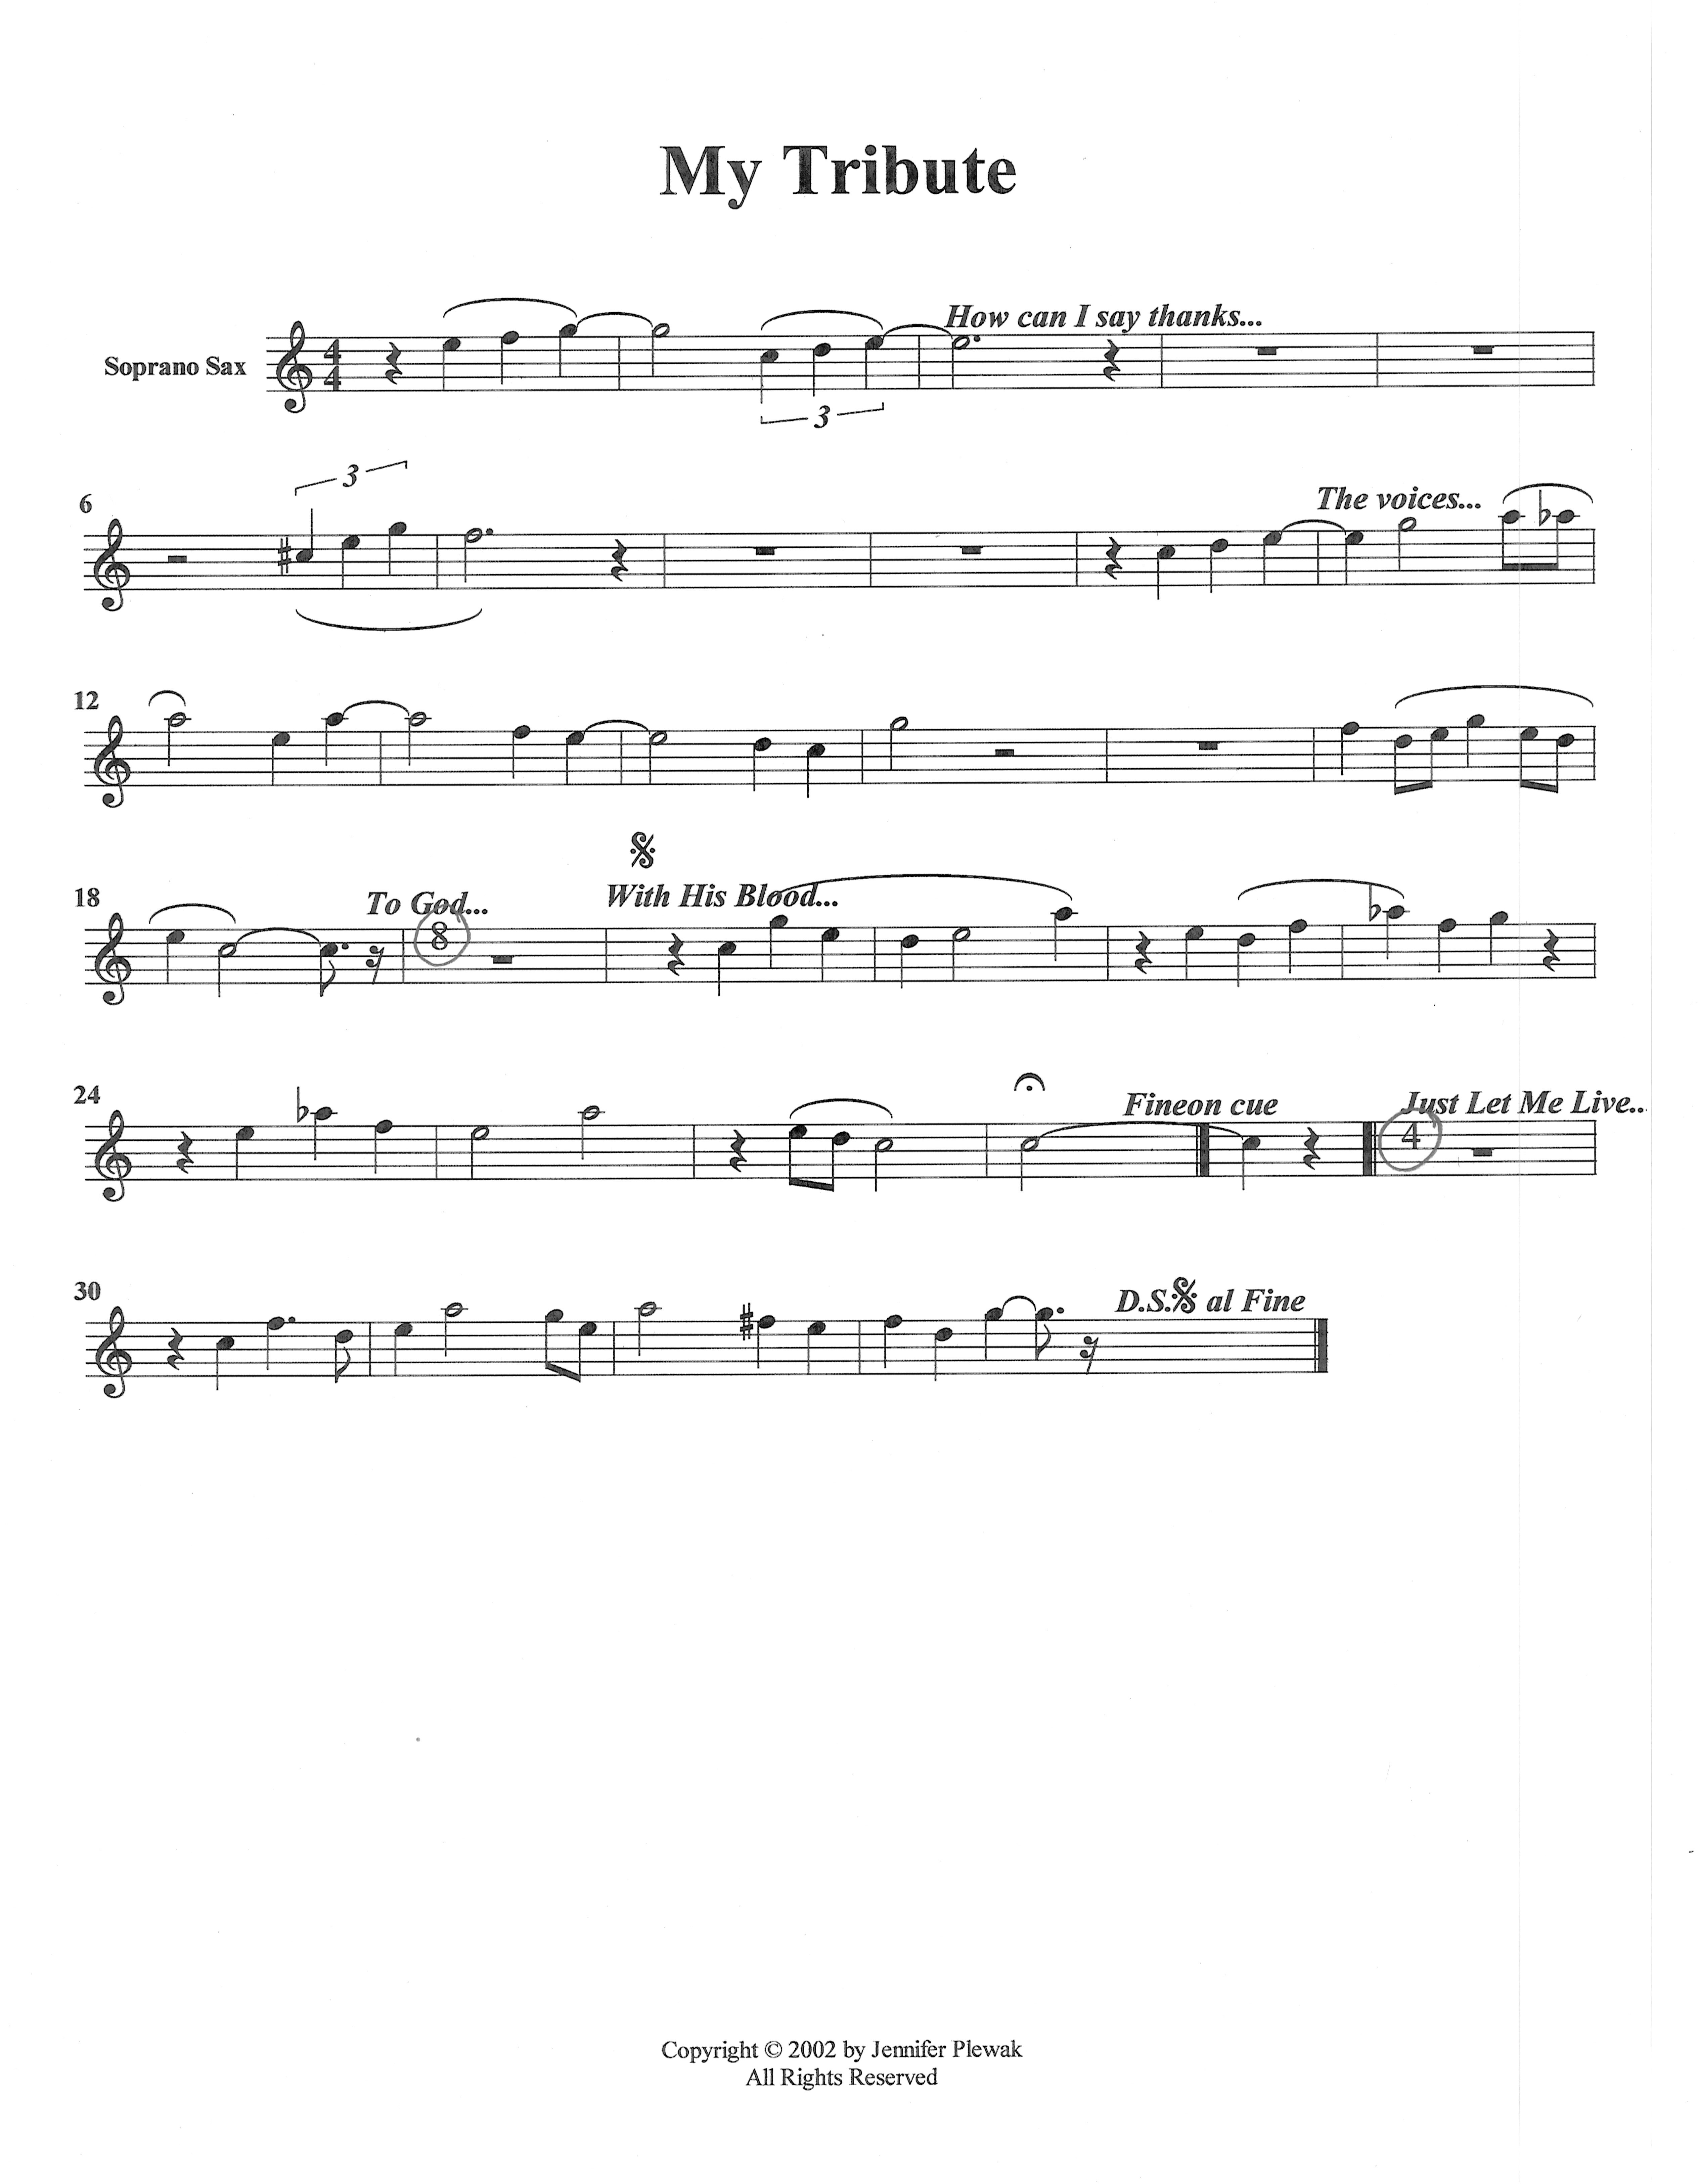 My Tribute
How can I say thanks...
Soprano Sax
4
4
3
3
6
The voices...
12
18
To God...
8
With His Blood...
24
Fineon cue
Just Let Me Live..
4
30
D.S. al Fine
Copyright © 2002 by Jennifer Plewak
All Rights Reserved